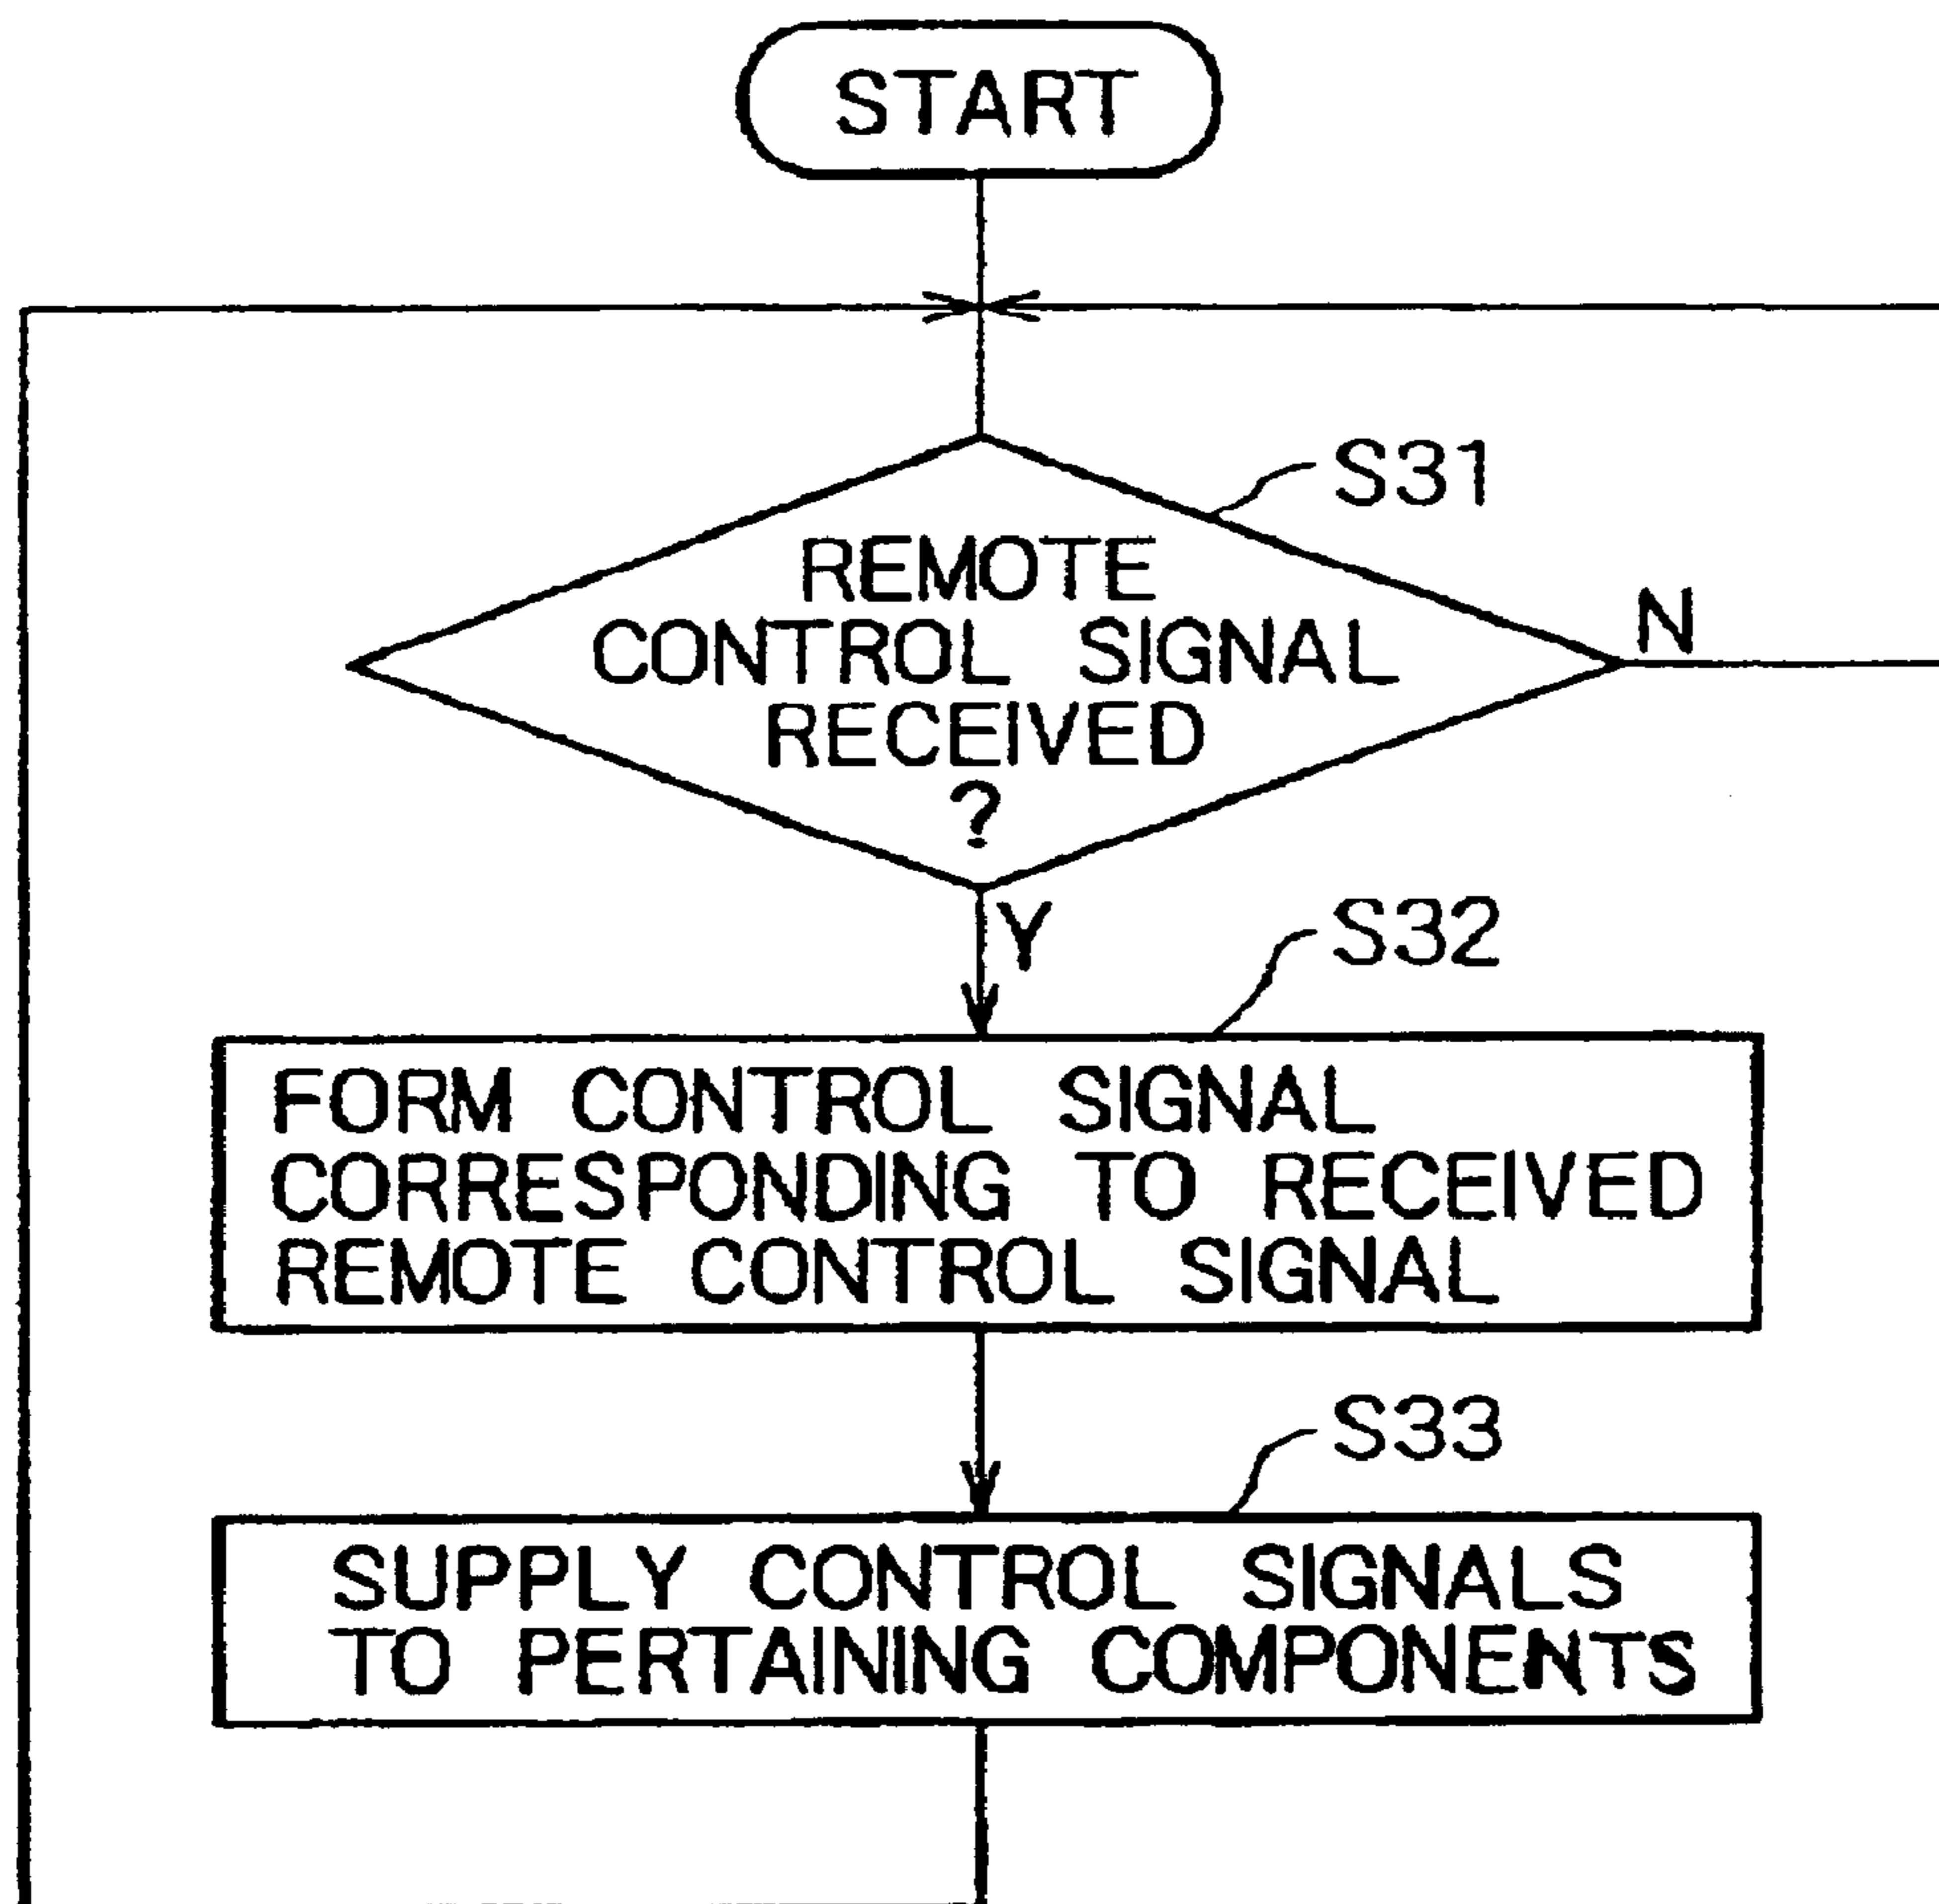 START
S31
REMOTE
CONTROL SIGNAL
RECEIVED
?
N
Y
S32
FORM CONTROL SIGNAL
CORRESPONDING TO RECEIVED
REMOTE CONTROL SIGNAL
S33
SUPPLY CONTROL SIGNALS
TO PERTAINING COMPONENTS